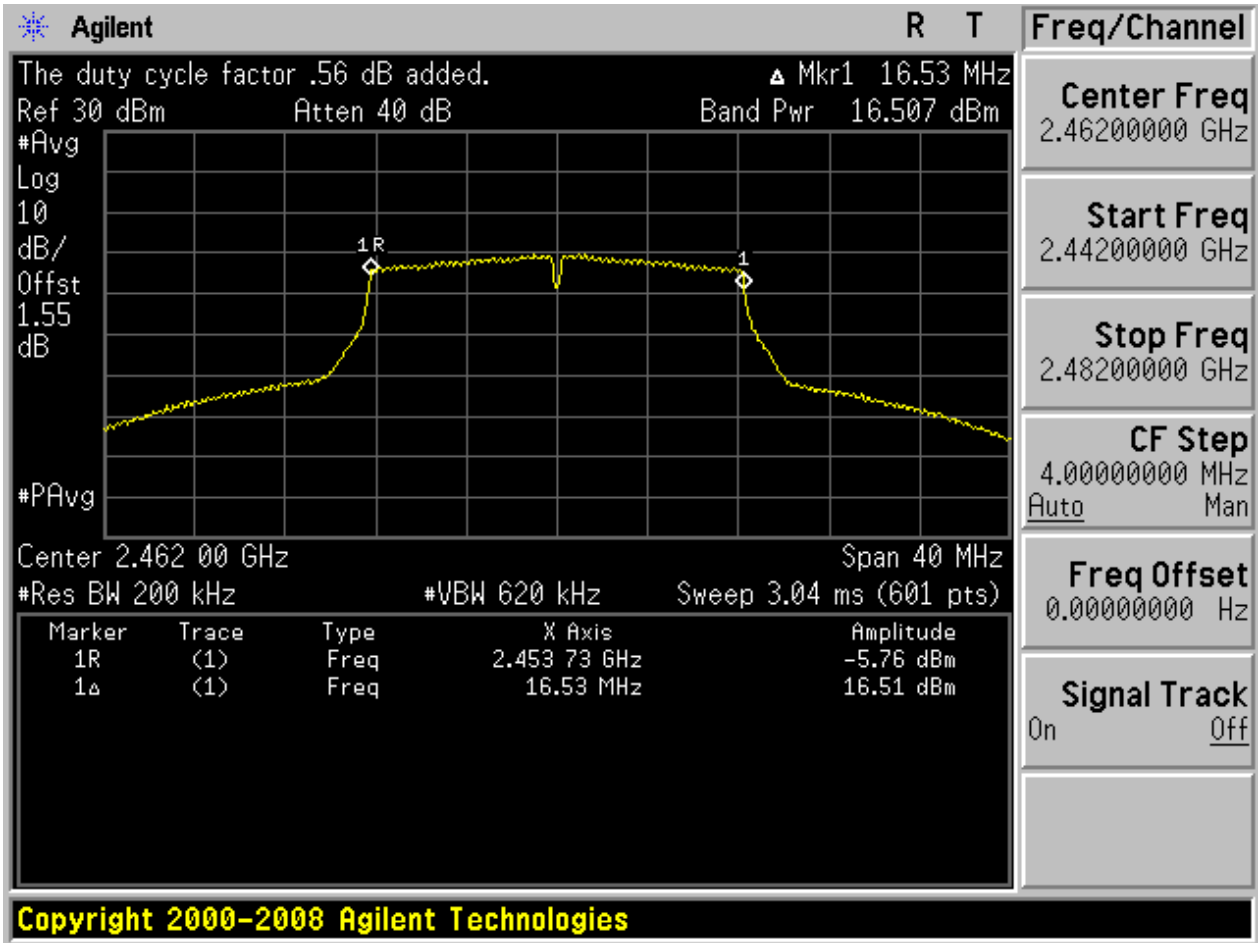 Agilent R T Freq/Channel
The duty cycle factor .56 dB added. Δ Mkr1 16.53 MHz
Ref 30 dBm Atten 40 dB Band Pwr 16.507 dBm
#Avg
Log
10
dB/
Offst
1.55
dB
#PAvg
1R
1
Center 2.462 00 GHz Span 40 MHz
#Res BW 200 kHz #VBW 620 kHz Sweep 3.04 ms (601 pts)
Marker Trace Type X Axis Amplitude
1R (1) Freq 2.453 73 GHz -5.76 dBm
1Δ (1) Freq 16.53 MHz 16.51 dBm
Center Freq
2.46200000 GHz
Start Freq
2.44200000 GHz
Stop Freq
2.48200000 GHz
CF Step
4.00000000 MHz
Auto Man
Freq Offset
0.00000000 Hz
Signal Track
On Off
Copyright 2000-2008 Agilent Technologies